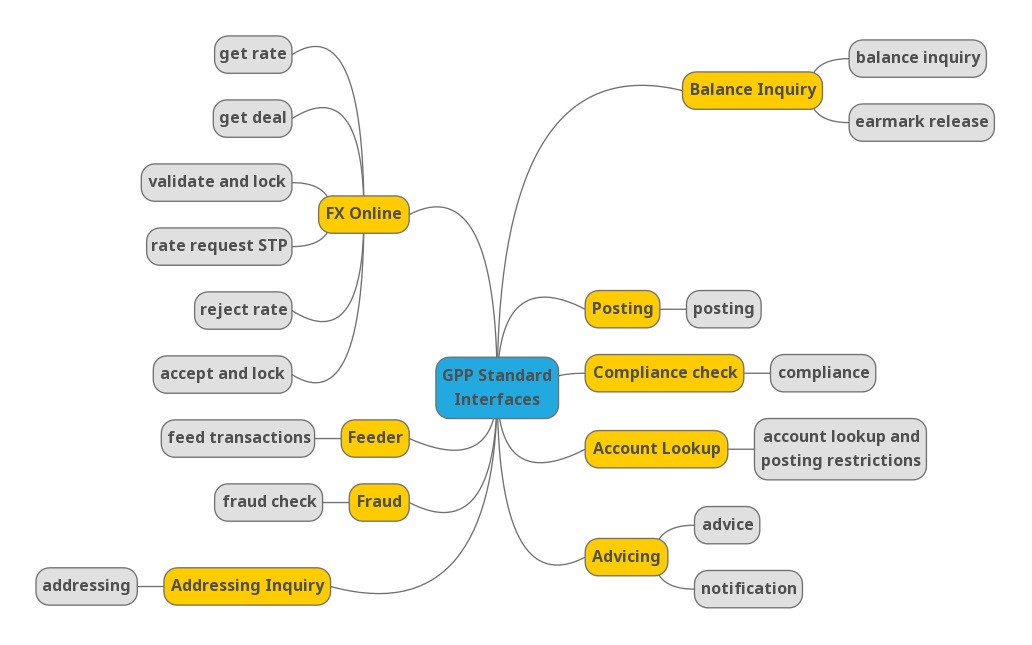 get rate
get deal
validate and lock
rate request STP
reject rate
accept and lock
FX Online
feed transactions
Feeder
fraud check
Fraud
addressing
Addressing Inquiry
GPP Standard
Interfaces
Balance Inquiry
balance inquiry
earmark release
Posting
posting
Compliance check
compliance
Account Lookup
account lookup and
posting restrictions
Advicing
advice
notification